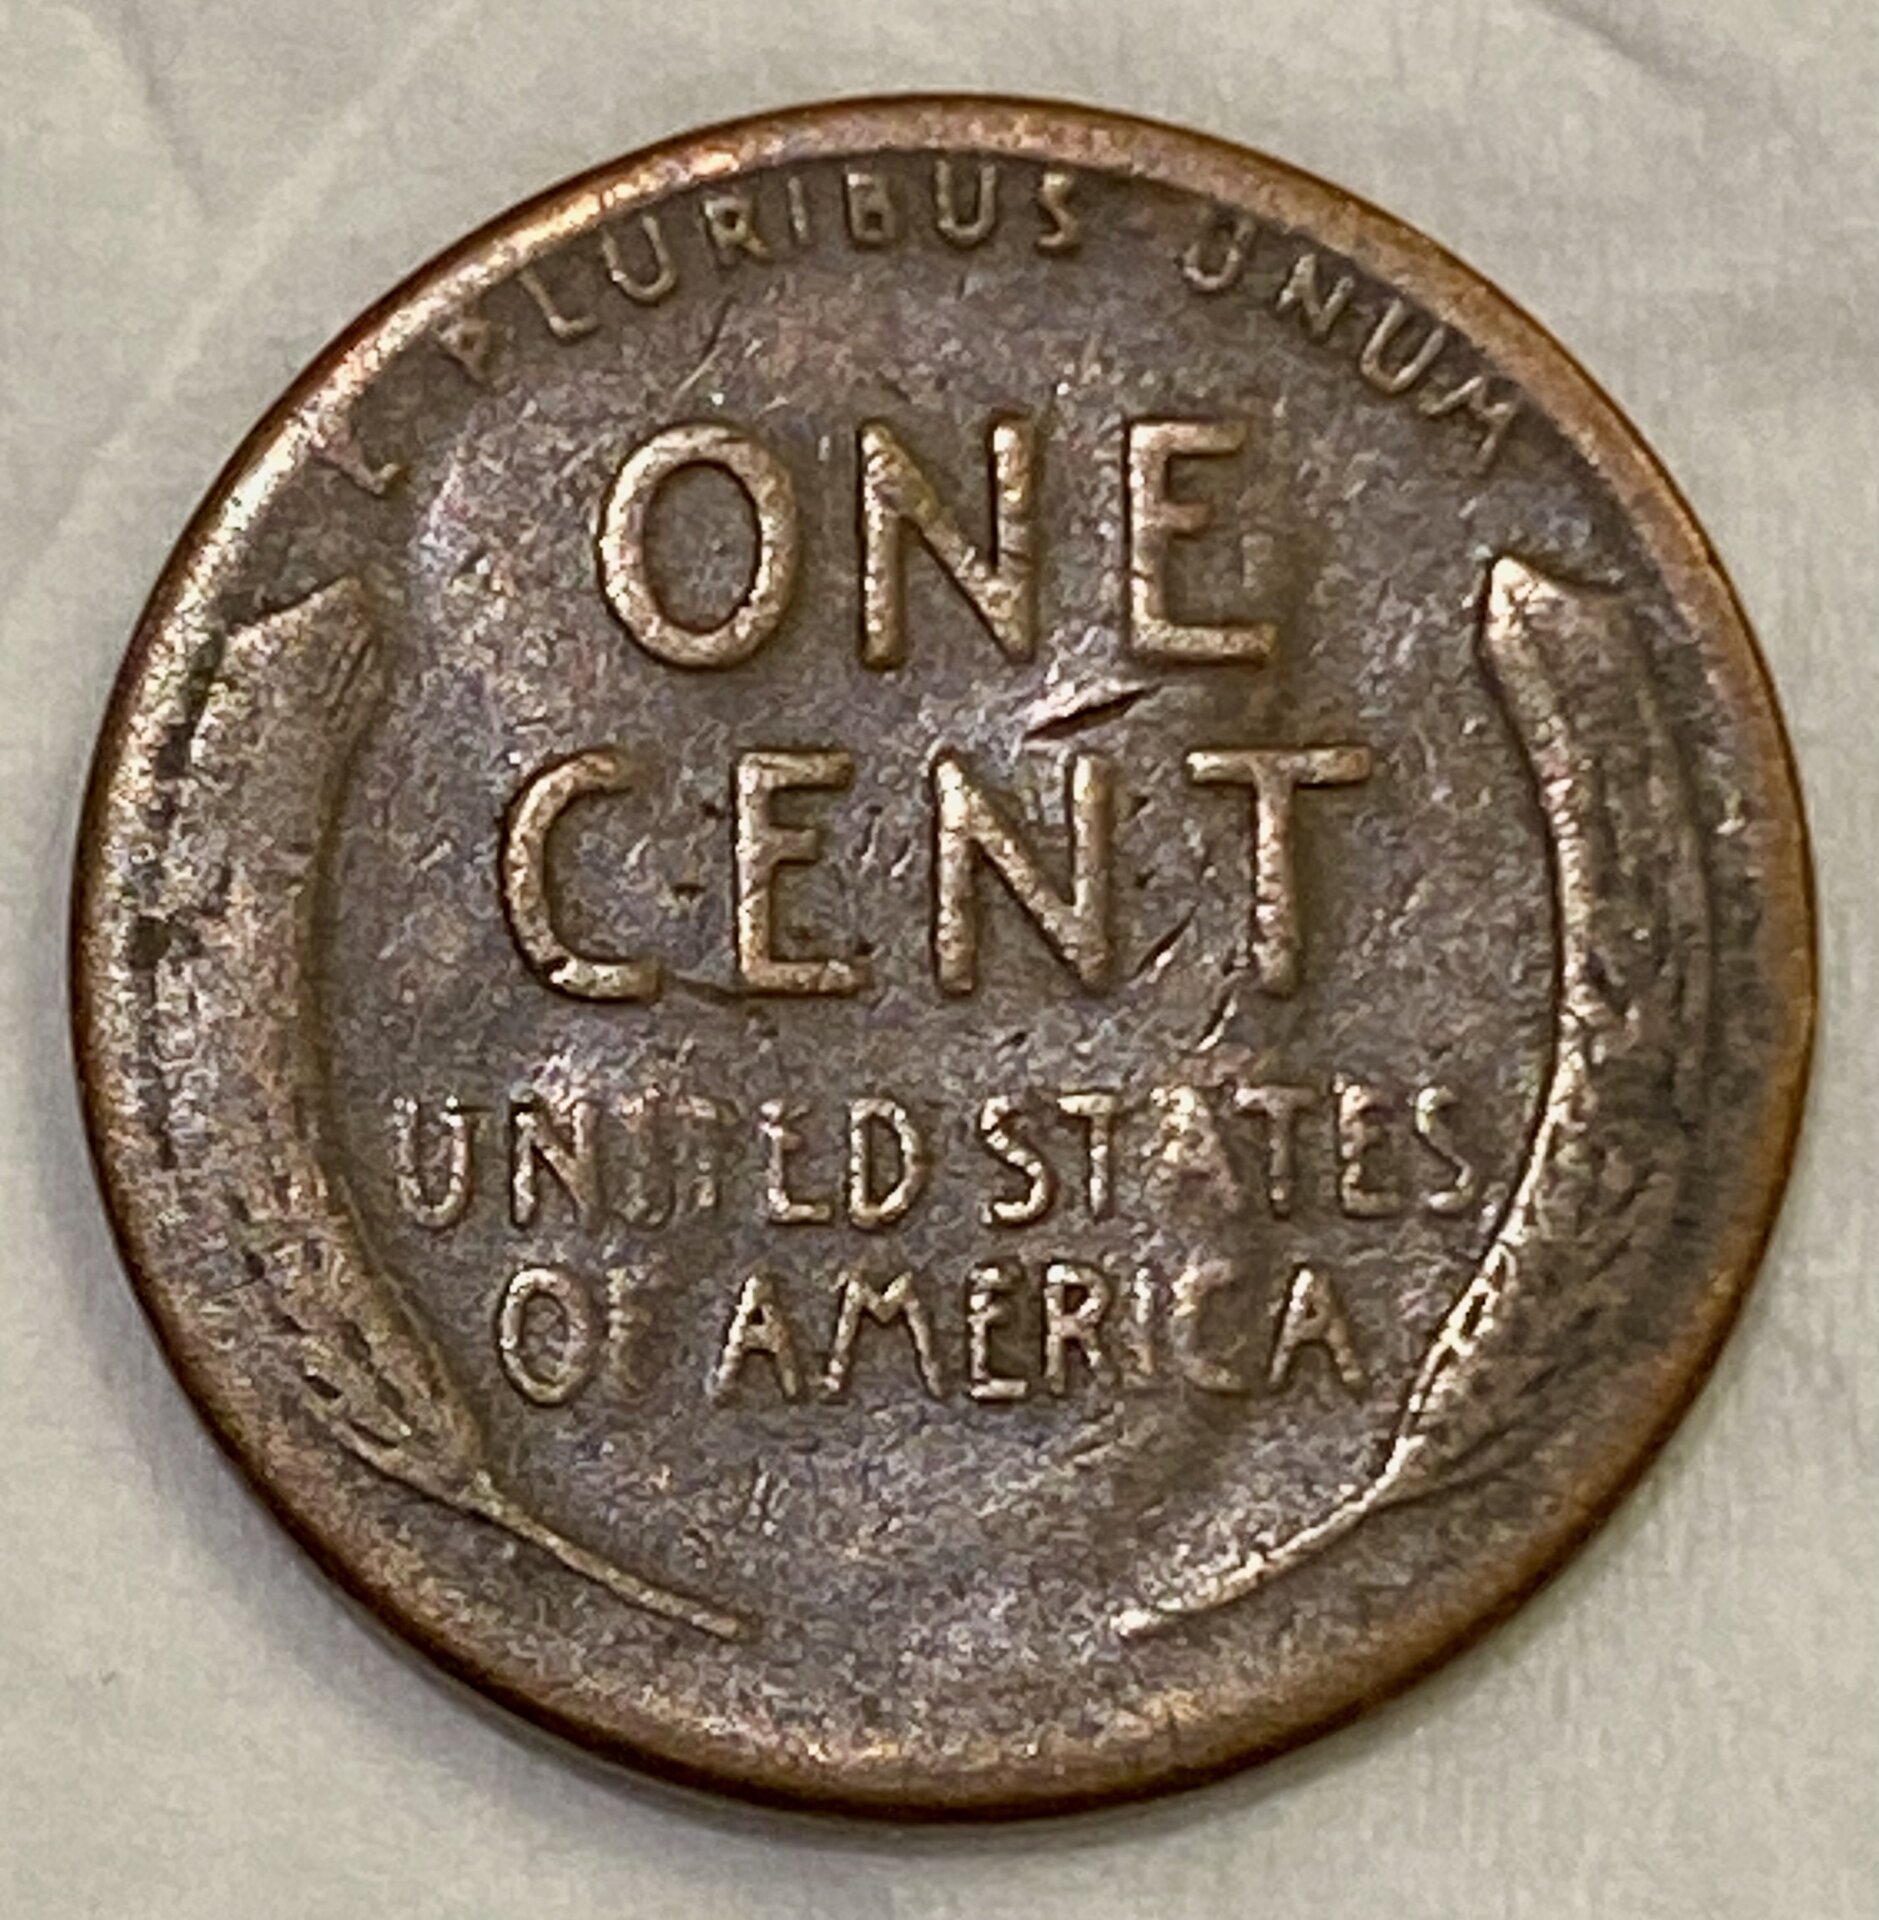 E PLURIBUS UNUM
ONE
CENT
UNITED STATES
OF AMERICA